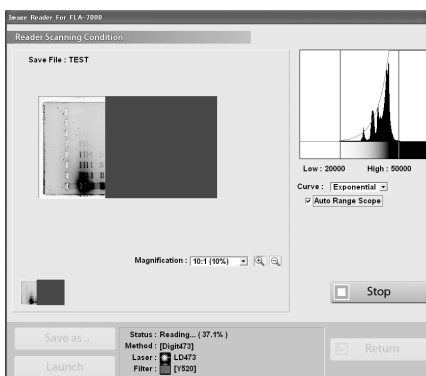 Image Reader For FLA-7000
Reader Scanning Condition
Save File : TEST
Low : 20000 High : 50000
Curve : Exponential
Auto Range Scope
Magnification : 10:1 (10%)
Stop
Save as ..
Launch
Status : Reading... ( 37.1% )
Method : [Digit473]
Laser : LD473
Filter : [Y520]
Return